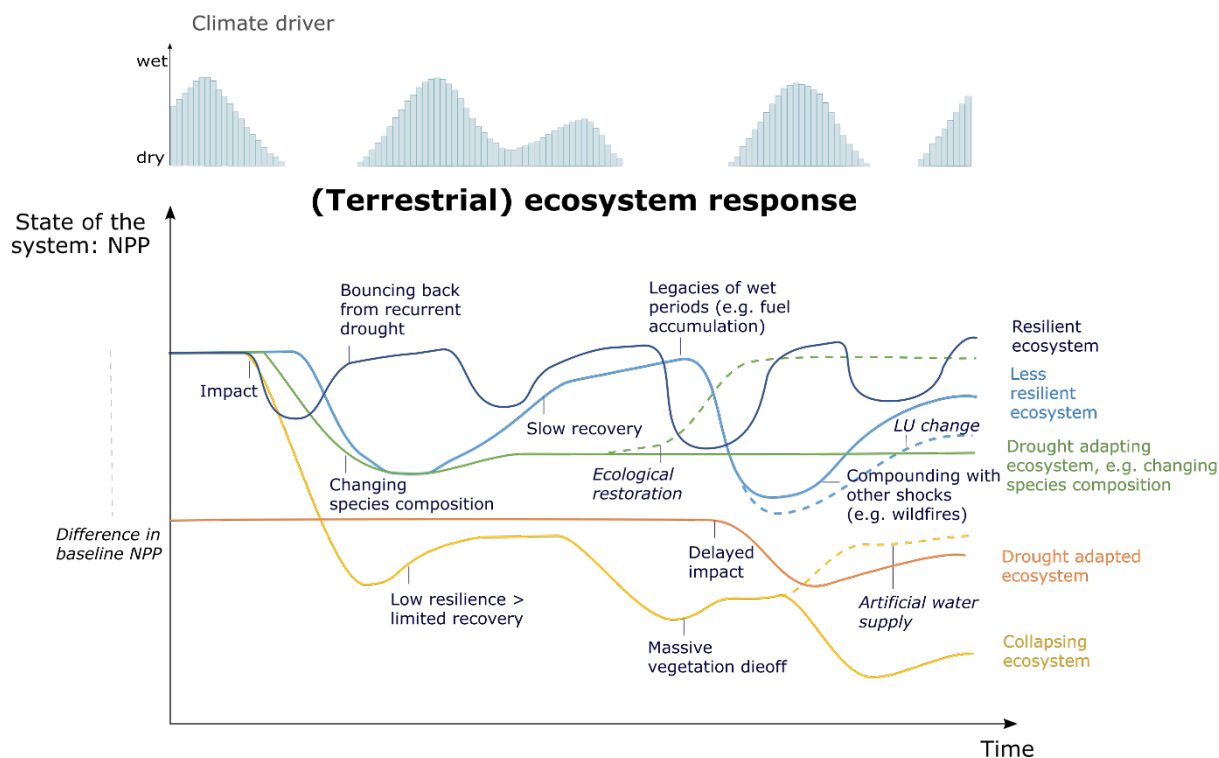 Climate driver
wet
dry
(Terrestrial) ecosystem response
State of the
system: NPP
Bouncing back
from recurrent
drought
Legacies of wet
periods (e.g. fuel
accumulation)
Resilient
ecosystem
Impact
Less
resilient
ecosystem
Slow recovery
LU change
Changing
species composition
Ecological
restoration
Compounding with
other shocks
(e.g. wildfires)
Drought adapting
ecosystem, e.g. changing
species composition
Difference in
baseline NPP
Delayed
impact
Drought adapted
ecosystem
Low resilience >
limited recovery
Artificial water
supply
Massive
vegetation dieoff
Collapsing
ecosystem
Time